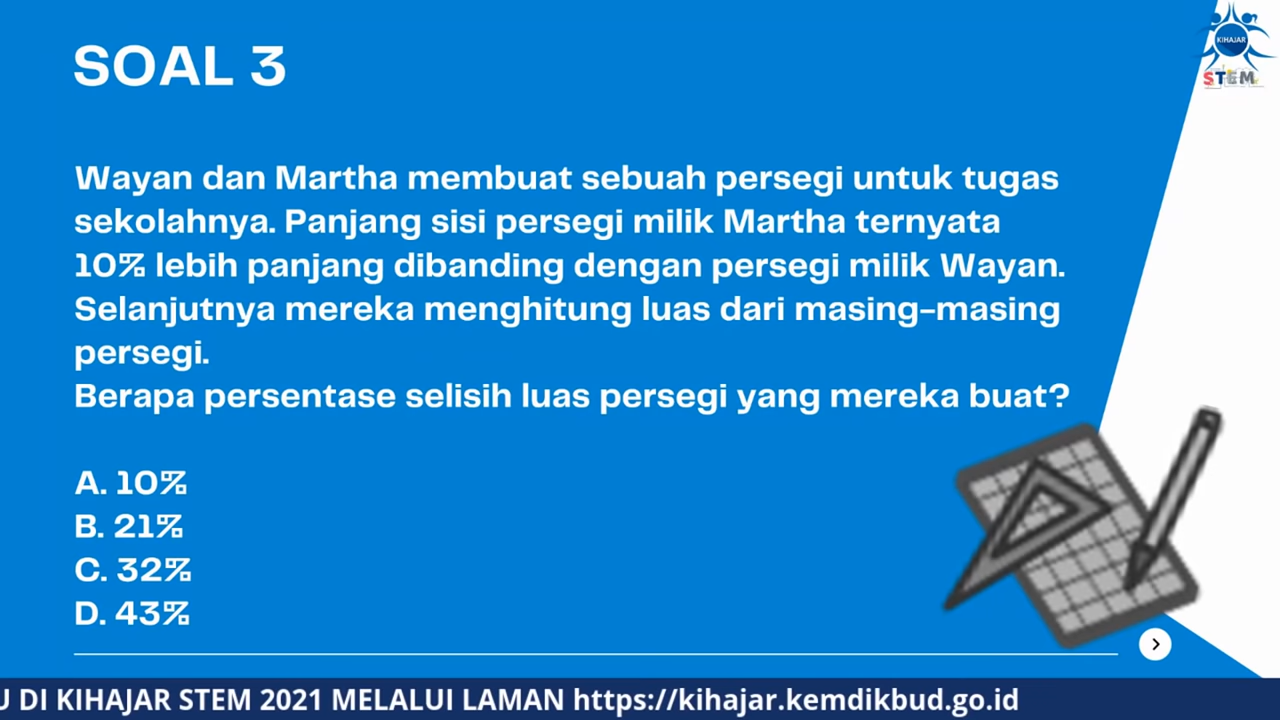 KIHAJAR
STEM
SOAL 3
Wayan dan Martha membuat sebuah persegi untuk tugas
sekolahnya. Panjang sisi persegi milik Martha ternyata
10% lebih panjang dibanding dengan persegi milik Wayan.
Selanjutnya mereka menghitung luas dari masing-masing
persegi.
Berapa persentase selisih luas persegi yang mereka buat?
A. 10%
B. 21%
C. 32%
D. 43%
U DI KIHAJAR STEM 2021 MELALUI LAMAN https://kihajar.kemdikbud.go.id